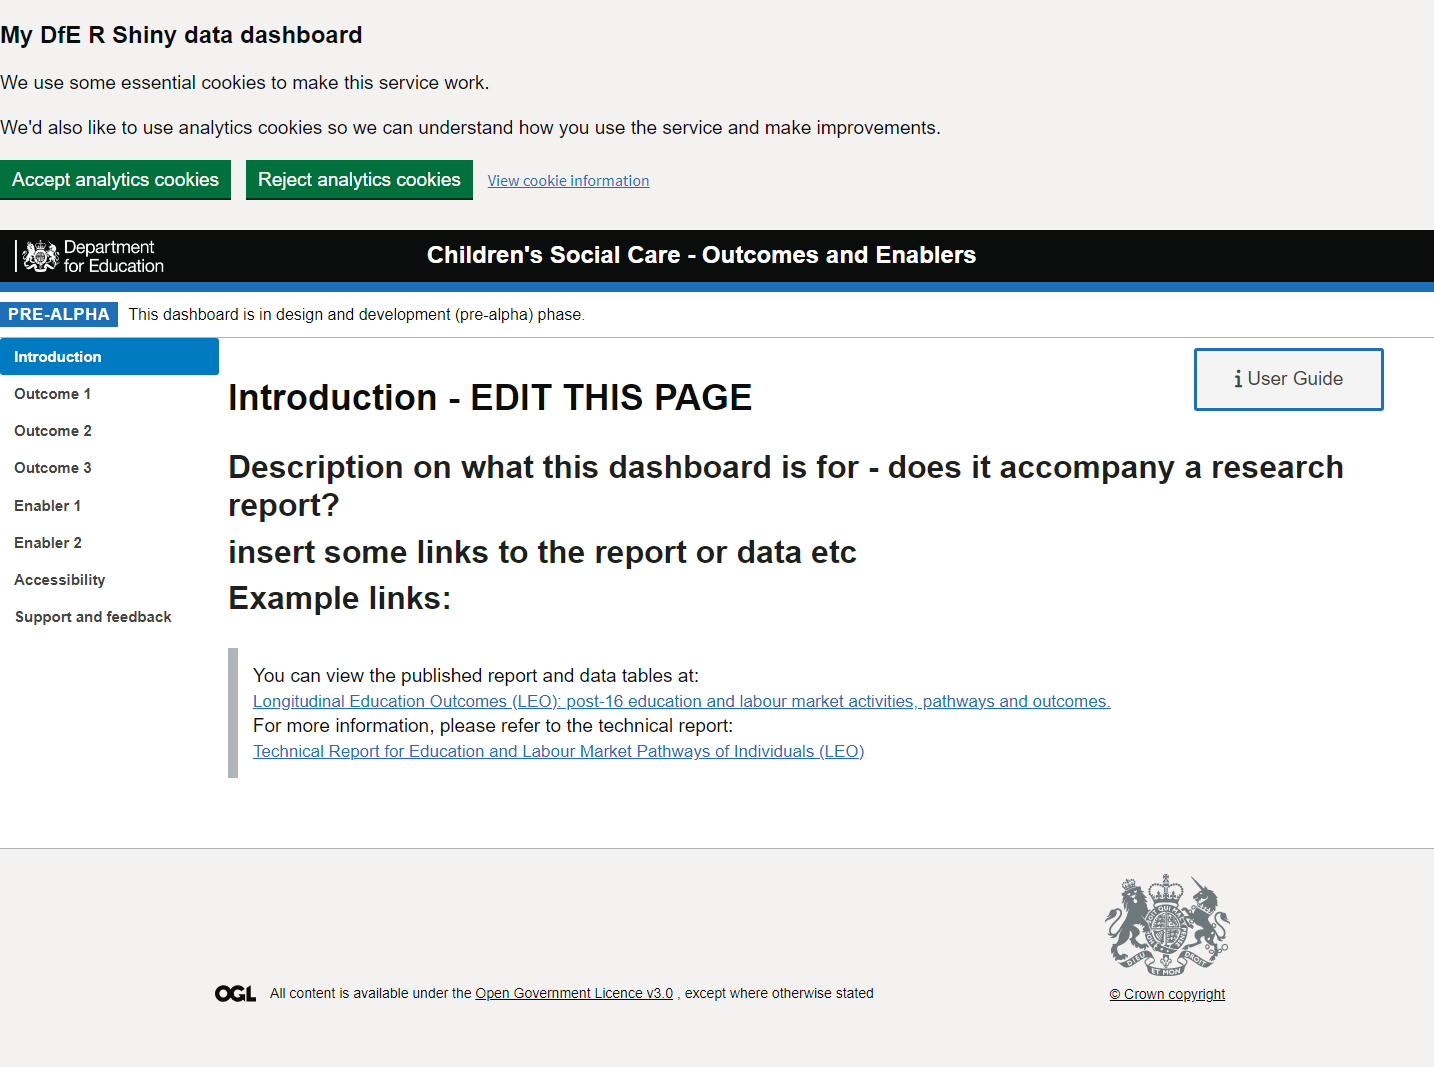 My DfE R Shiny data dashboard
We use some essential cookies to make this service work.
We'd also like to use analytics cookies so we can understand how you use the service and make improvements.
Accept analytics cookies
Reject analytics cookies
View cookie information
Department
for Education
Children's Social Care - Outcomes and Enablers
PRE-ALPHA
This dashboard is in design and development (pre-alpha) phase.
Introduction
Outcome 1
Outcome 2
Outcome 3
Enabler 1
Enabler 2
Accessibility
Support and feedback
User Guide
Introduction - EDIT THIS PAGE
Description on what this dashboard is for - does it accompany a research
report?
insert some links to the report or data etc
Example links:
You can view the published report and data tables at:
Longitudinal Education Outcomes (LEO): post-16 education and labour market activities, pathways and outcomes.
For more information, please refer to the technical report:
Technical Report for Education and Labour Market Pathways of Individuals (LEO)
OGL
All content is available under the Open Government Licence v3.0 , except where otherwise stated
DIEU ET MON DROIT
© Crown copyright